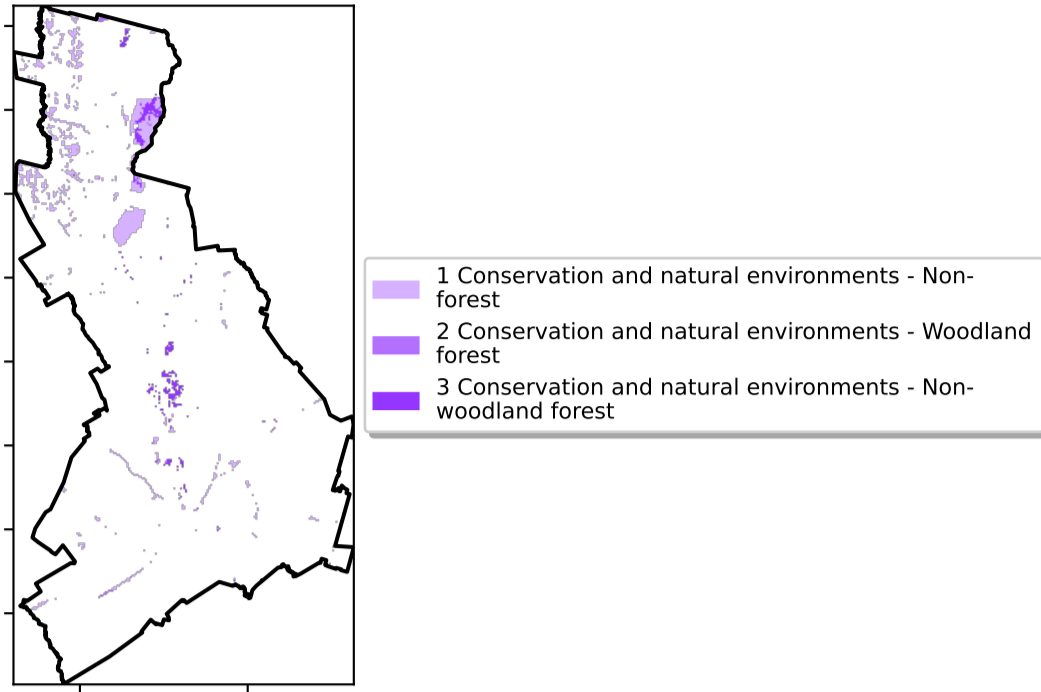 1 Conservation and natural environments - Non-
forest
2 Conservation and natural environments - Woodland
forest
3 Conservation and natural environments - Non-
woodland forest